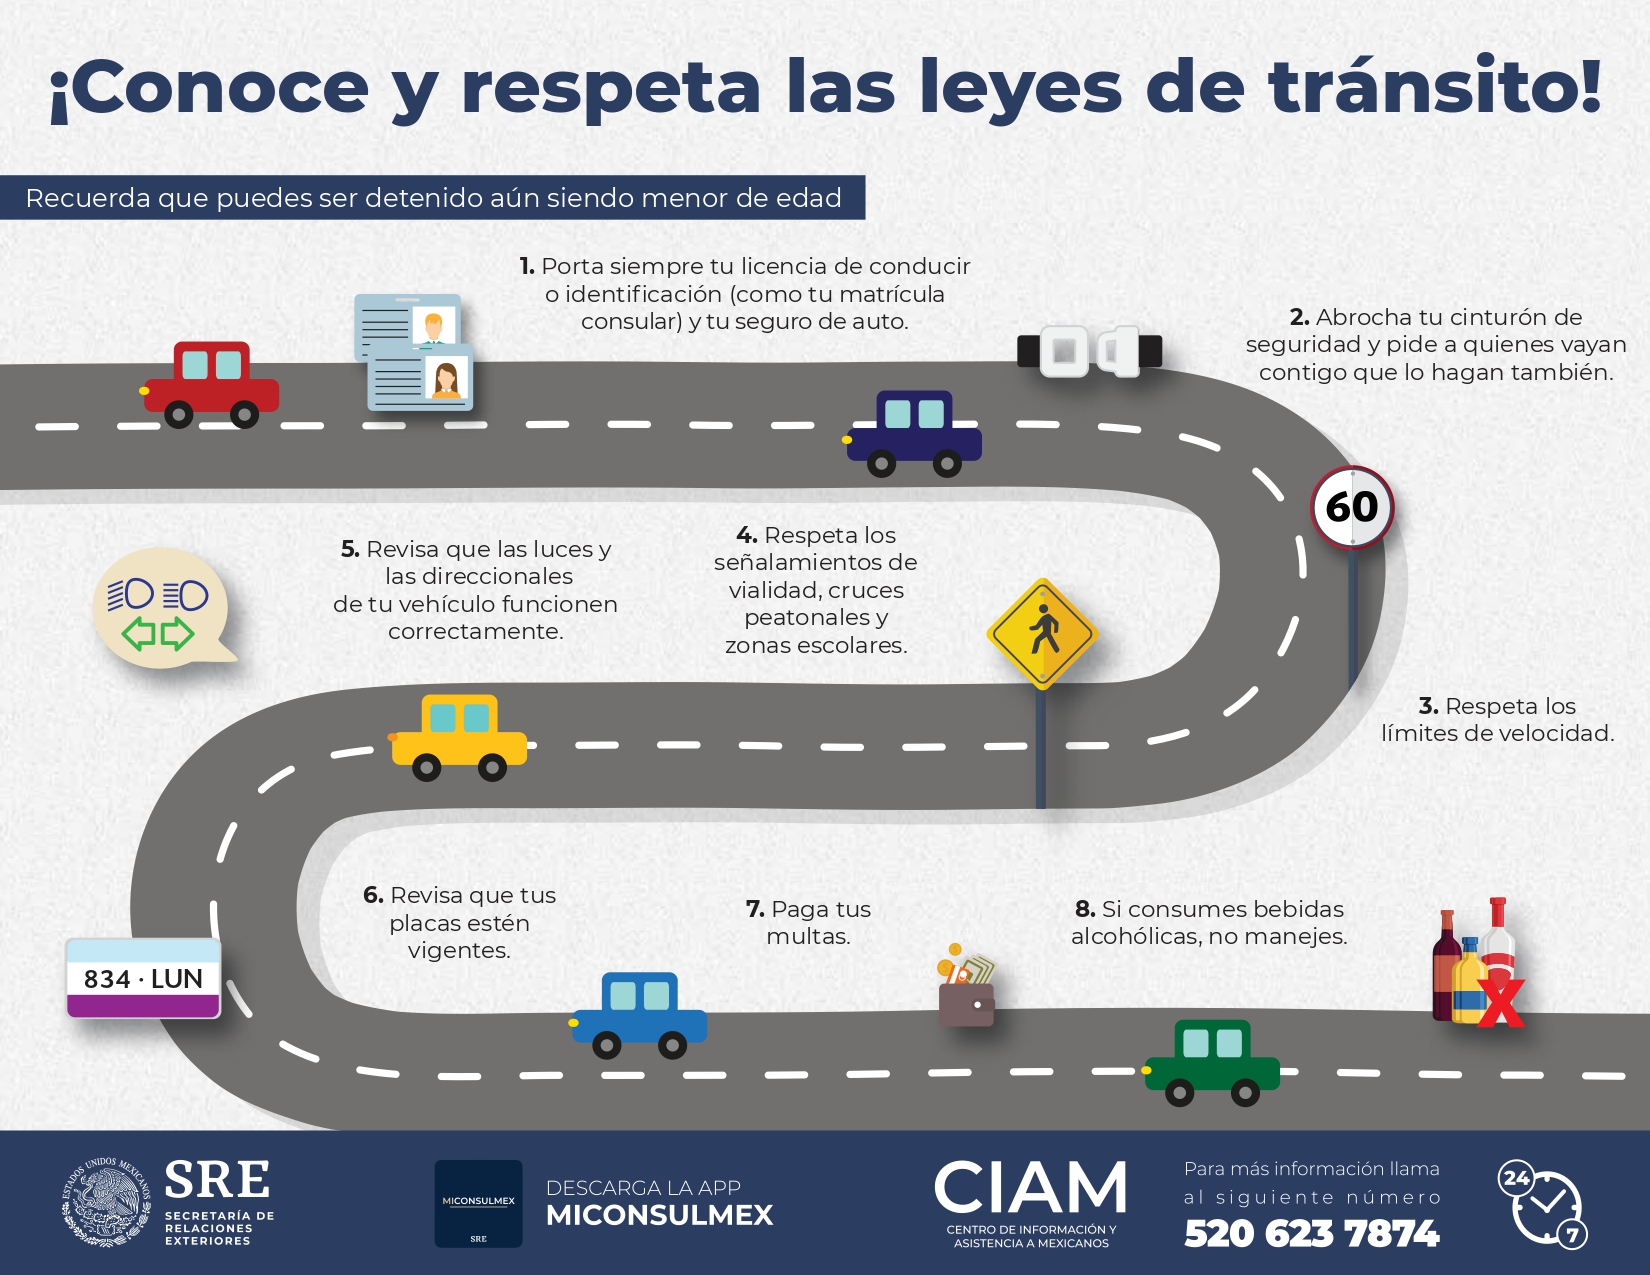 ¡Conoce y respeta las leyes de tránsito!
Recuerda que puedes ser detenido aún siendo menor de edad
1. Porta siempre tu licencia de conducir
o identificación (como tu matrícula
consular) y tu seguro de auto.
2. Abrocha tu cinturón de
seguridad y pide a quienes vayan
contigo que lo hagan también.
60
3. Respeta los
límites de velocidad.
4. Respeta los
señalamientos de
vialidad, cruces
peatonales y
zonas escolares.
5. Revisa que las luces y
las direccionales
de tu vehículo funcionen
correctamente.
6. Revisa que tus
placas estén
vigentes.
834 · LUN
7. Paga tus
multas.
8. Si consumes bebidas
alcohólicas, no manejes.
X
ESTADOS UNIDOS MEXICANOS
SRE
SECRETARÍA DE
RELACIONES
EXTERIORES
MICONSULMEX
SRE
DESCARGA LA APP
MICONSULMEX
CIAM
CENTRO DE INFORMACIÓN Y
ASISTENCIA A MEXICANOS
Para más información llama
al siguiente número
520 623 7874
24
7